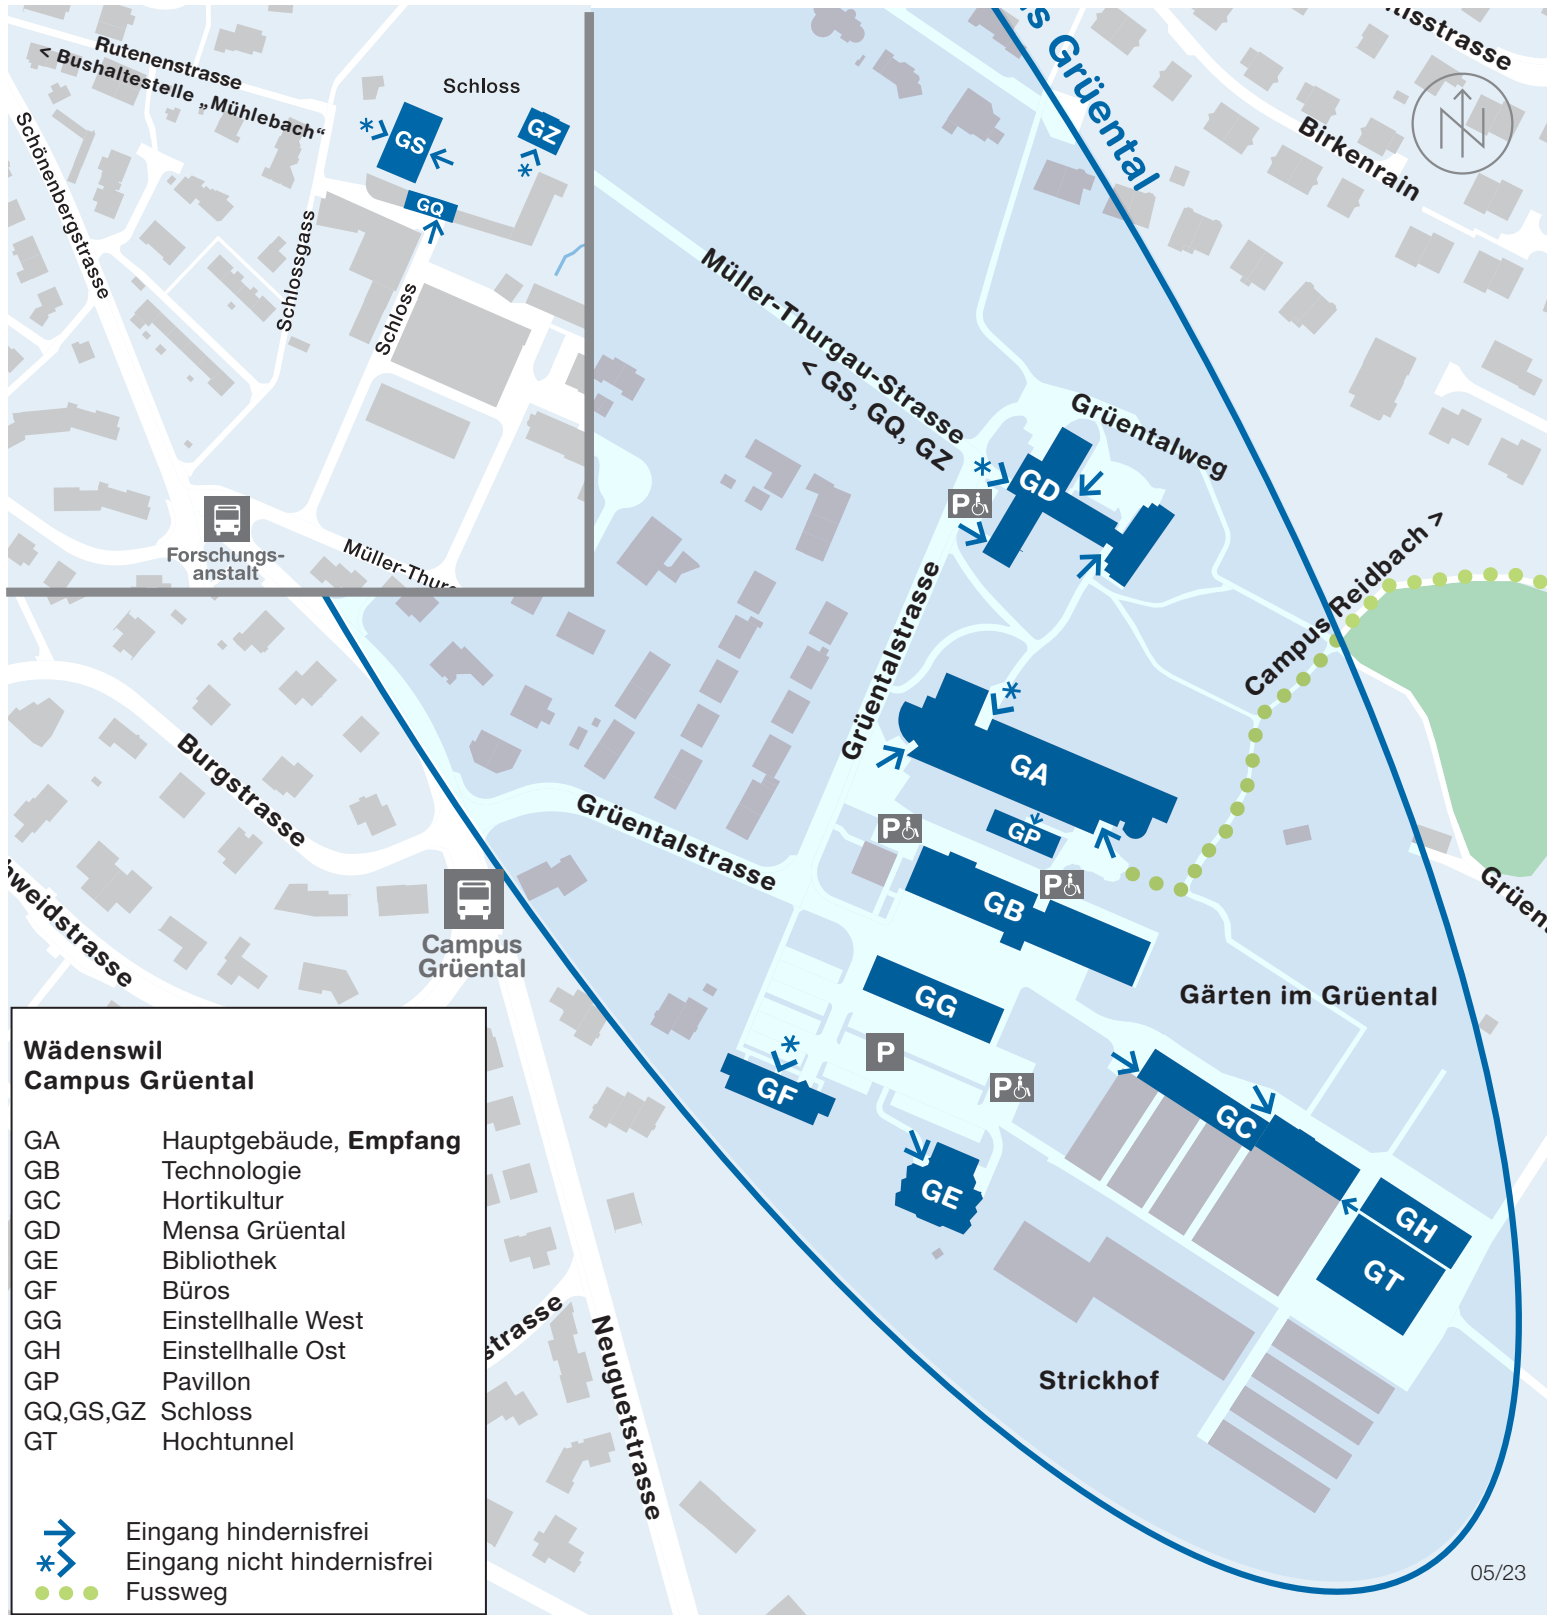 Rutenenstrasse
< Bushaltestelle „Mühlebach“
Schönenbergstrasse
Schlossgass
Schloss
Schloss
GS
GZ
GQ
Forschungs-
anstalt
Grüental
Birkenrain
Müller-Thurgau-Strasse
< GS, GQ, GZ
Grüentalweg
GD
P
Campus Reidbach >
Grüentalstrasse
GA
GP
P
P
GB
Grüentalstrasse
Burgstrasse
Campus
Grüental
GG
P
P
GF
GE
Gärten im Grüental
GC
GH
GT
Strickhof
Neuguetstrasse
Wädenswil
Campus Grüental
GA Hauptgebäude, Empfang
GB Technologie
GC Hortikultur
GD Mensa Grüental
GE Bibliothek
GF Büros
GG Einstellhalle West
GH Einstellhalle Ost
GP Pavillon
GQ,GS,GZ Schloss
GT Hochtunnel
Eingang hindernisfrei
* Eingang nicht hindernisfrei
Fussweg
05/23